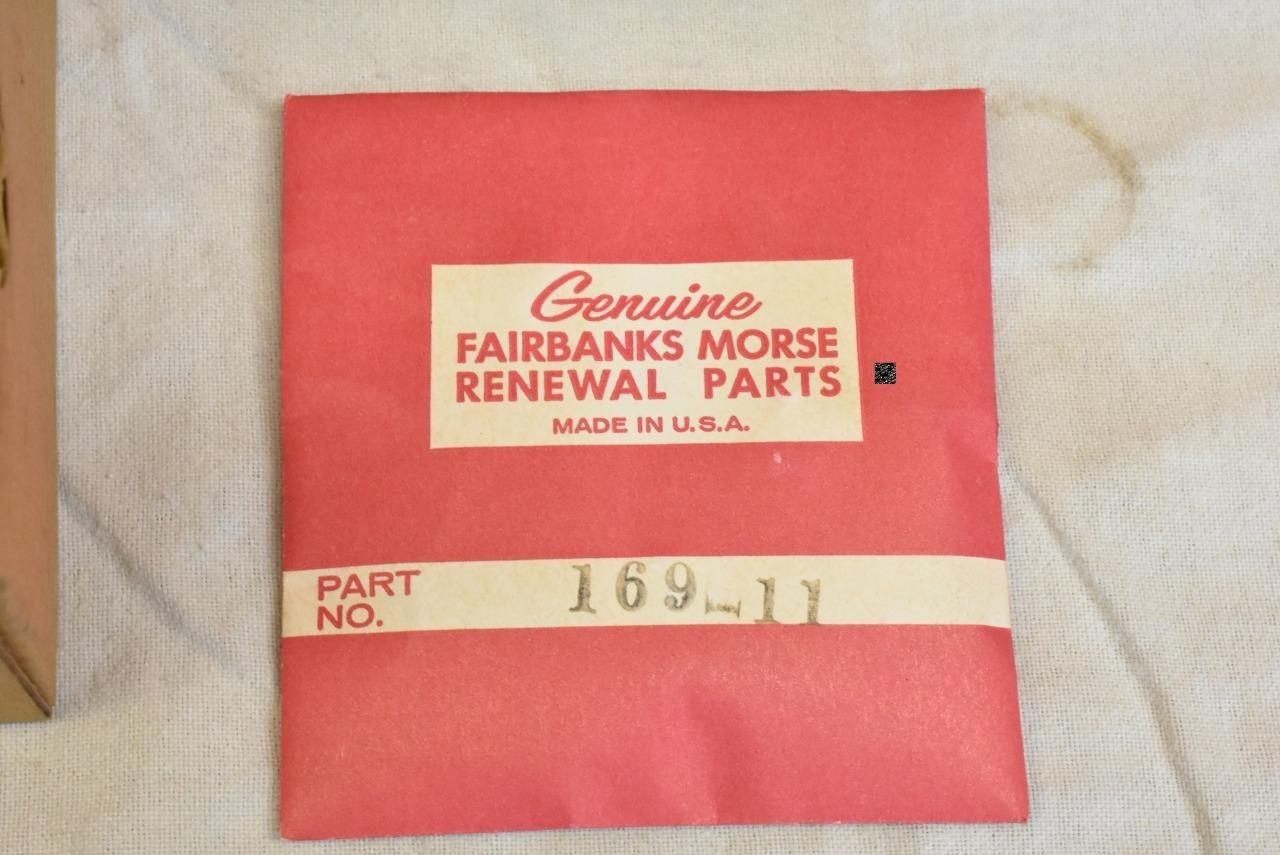 Genuine
FAIRBANKS MORSE
RENEWAL PARTS
MADE IN U.S.A.
PART
NO.
169-11